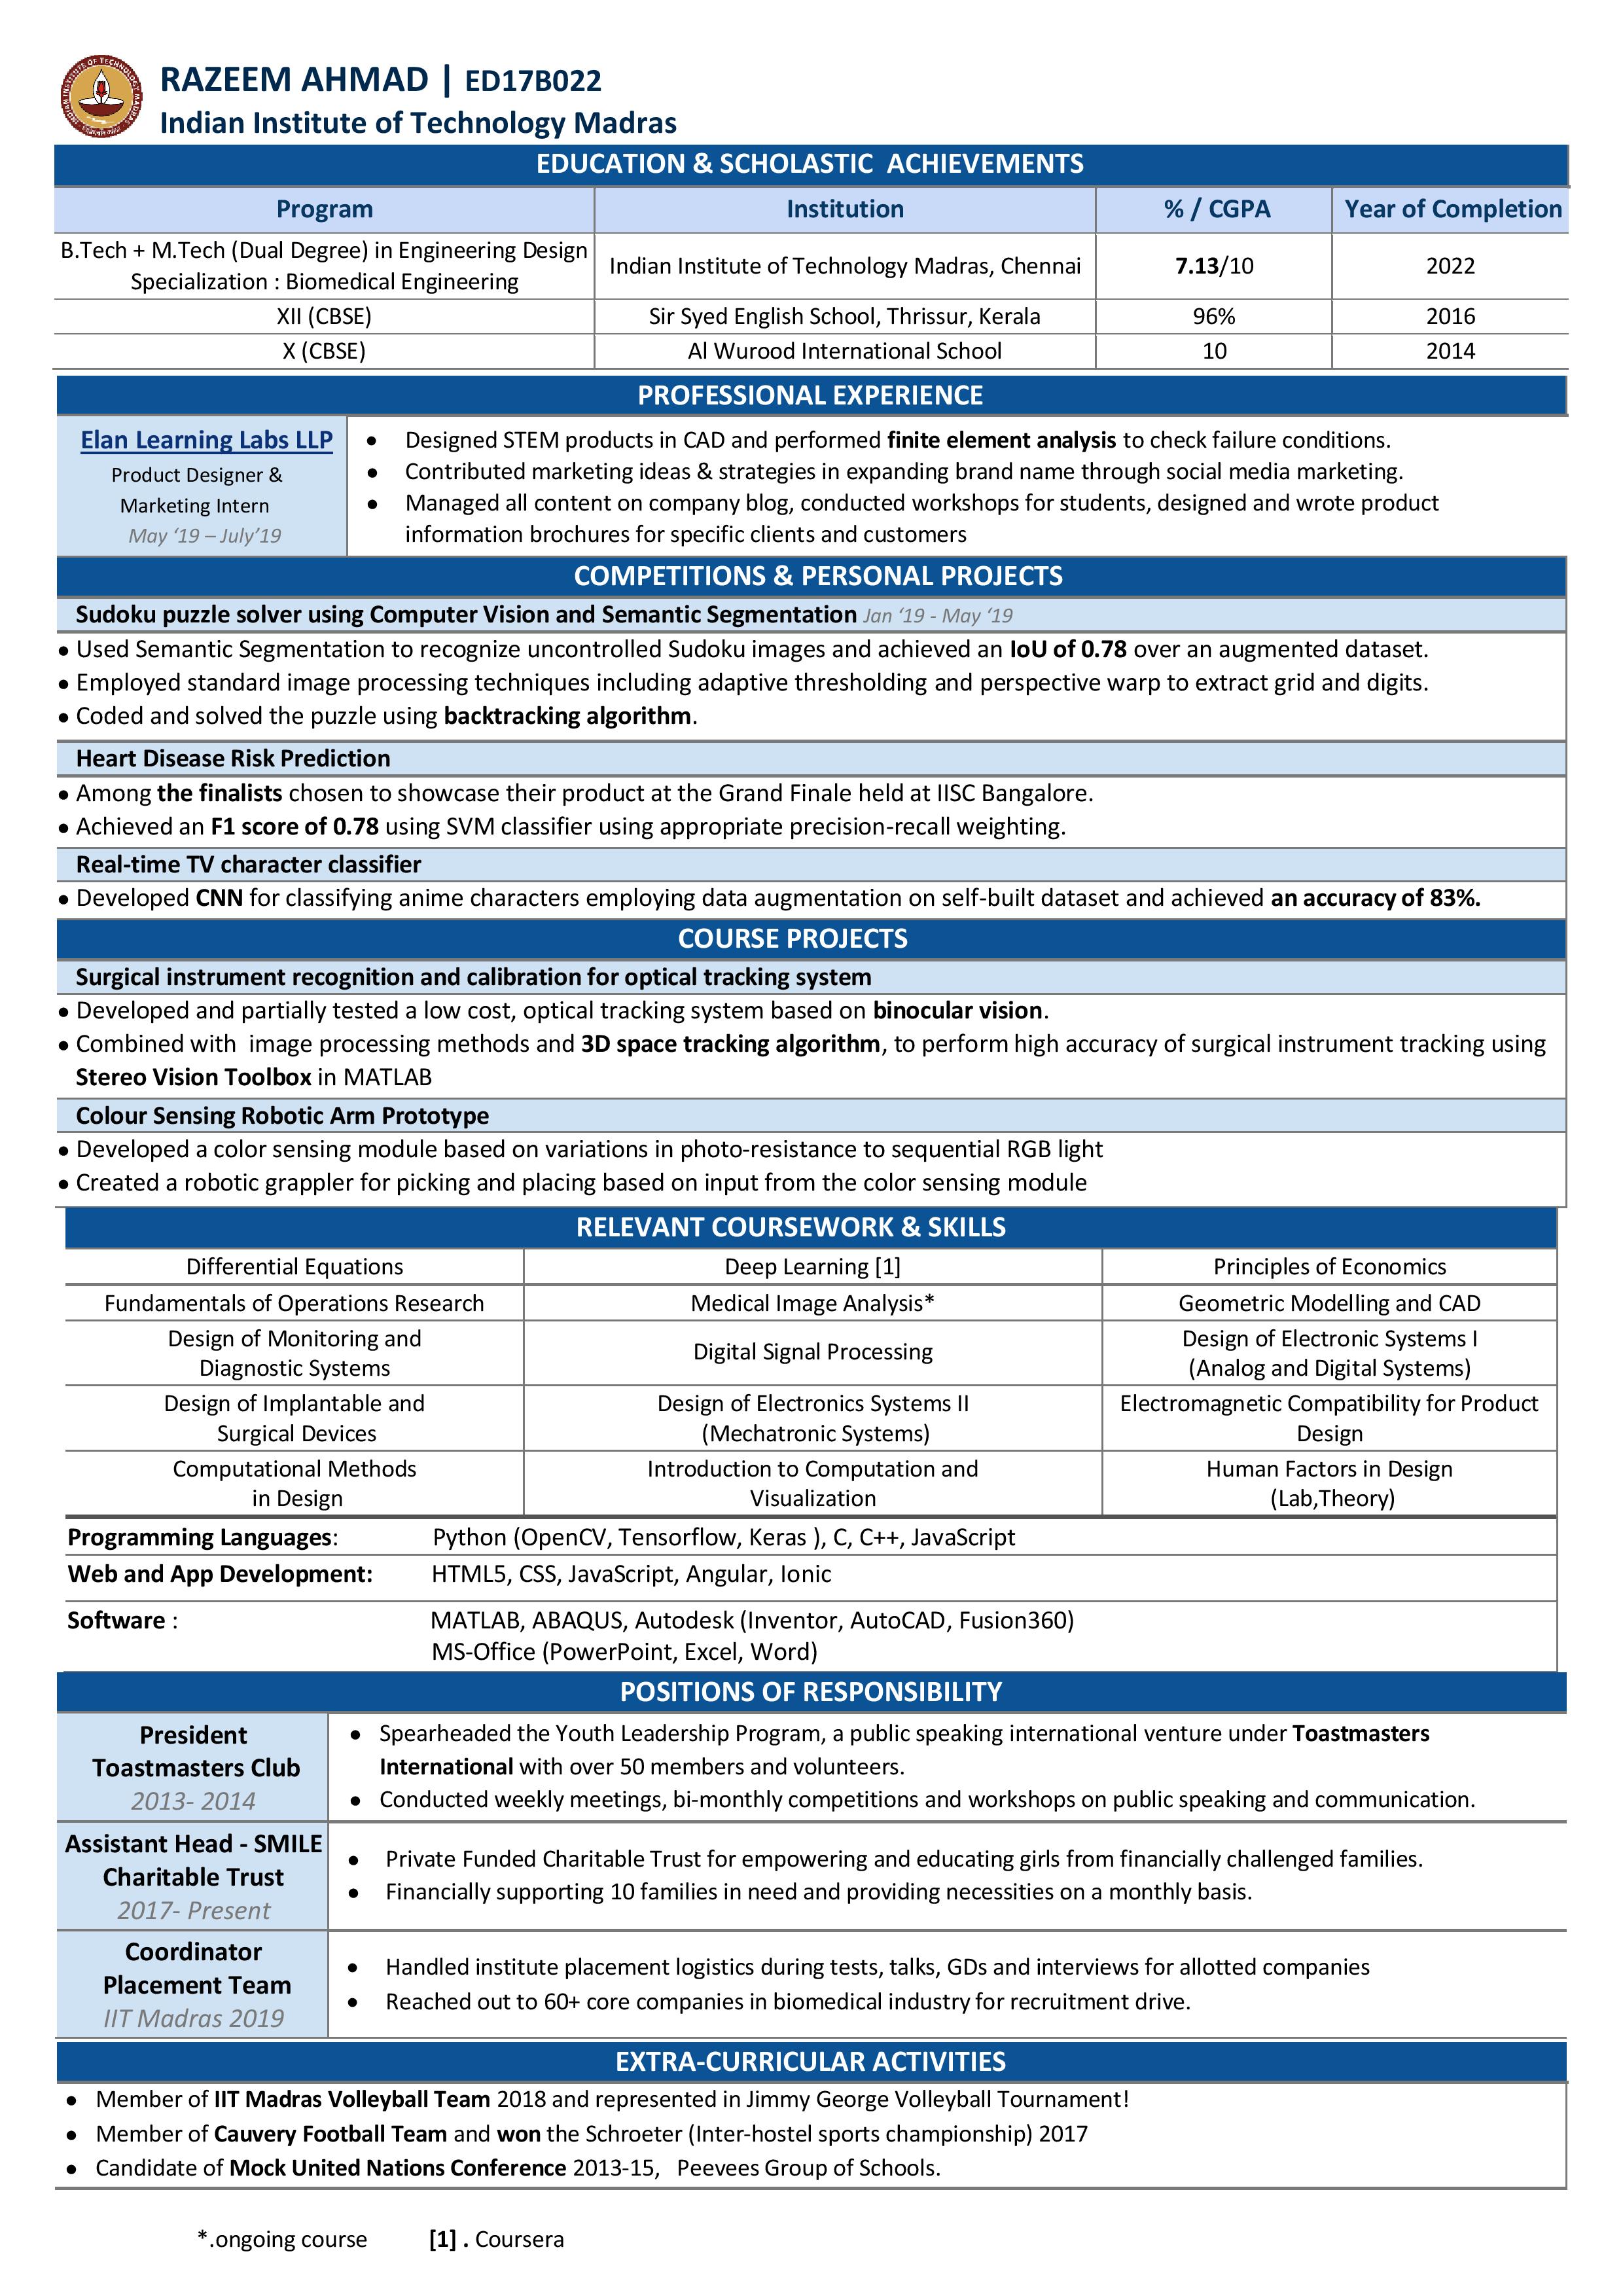 RAZEEM AHMAD | ED17B022
Indian Institute of Technology Madras
EDUCATION & SCHOLASTIC ACHIEVEMENTS
Program Institution % / CGPA Year of Completion
B.Tech + M.Tech (Dual Degree) in Engineering Design
Specialization : Biomedical Engineering
Indian Institute of Technology Madras, Chennai 7.13/10 2022
XII (CBSE) Sir Syed English School, Thrissur, Kerala 96% 2016
X (CBSE) Al Wurood International School 10 2014
PROFESSIONAL EXPERIENCE
Elan Learning Labs LLP
Product Designer &
Marketing Intern
May ‘19 – July’19
● Designed STEM products in CAD and performed finite element analysis to check failure conditions.
● Contributed marketing ideas & strategies in expanding brand name through social media marketing.
● Managed all content on company blog, conducted workshops for students, designed and wrote product
information brochures for specific clients and customers
COMPETITIONS & PERSONAL PROJECTS
Sudoku puzzle solver using Computer Vision and Semantic Segmentation Jan ‘19 - May ‘19
● Used Semantic Segmentation to recognize uncontrolled Sudoku images and achieved an IoU of 0.78 over an augmented dataset.
● Employed standard image processing techniques including adaptive thresholding and perspective warp to extract grid and digits.
● Coded and solved the puzzle using backtracking algorithm.
Heart Disease Risk Prediction
● Among the finalists chosen to showcase their product at the Grand Finale held at IISC Bangalore.
● Achieved an F1 score of 0.78 using SVM classifier using appropriate precision-recall weighting.
Real-time TV character classifier
● Developed CNN for classifying anime characters employing data augmentation on self-built dataset and achieved an accuracy of 83%.
COURSE PROJECTS
Surgical instrument recognition and calibration for optical tracking system
● Developed and partially tested a low cost, optical tracking system based on binocular vision.
● Combined with image processing methods and 3D space tracking algorithm, to perform high accuracy of surgical instrument tracking using
Stereo Vision Toolbox in MATLAB
Colour Sensing Robotic Arm Prototype
● Developed a color sensing module based on variations in photo-resistance to sequential RGB light
● Created a robotic grappler for picking and placing based on input from the color sensing module
RELEVANT COURSEWORK & SKILLS
Differential Equations Deep Learning [1] Principles of Economics
Fundamentals of Operations Research Medical Image Analysis* Geometric Modelling and CAD
Design of Monitoring and
Diagnostic Systems
Digital Signal Processing
Design of Electronic Systems I
(Analog and Digital Systems)
Design of Implantable and
Surgical Devices
Design of Electronics Systems II
(Mechatronic Systems)
Electromagnetic Compatibility for Product
Design
Computational Methods
in Design
Introduction to Computation and
Visualization
Human Factors in Design
(Lab,Theory)
Programming Languages: Python (OpenCV, Tensorflow, Keras ), C, C++, JavaScript
Web and App Development: HTML5, CSS, JavaScript, Angular, Ionic
Software : MATLAB, ABAQUS, Autodesk (Inventor, AutoCAD, Fusion360)
MS-Office (PowerPoint, Excel, Word)
POSITIONS OF RESPONSIBILITY
President
Toastmasters Club
2013- 2014
● Spearheaded the Youth Leadership Program, a public speaking international venture under Toastmasters
International with over 50 members and volunteers.
● Conducted weekly meetings, bi-monthly competitions and workshops on public speaking and communication.
Assistant Head - SMILE
Charitable Trust
2017- Present
● Private Funded Charitable Trust for empowering and educating girls from financially challenged families.
● Financially supporting 10 families in need and providing necessities on a monthly basis.
Coordinator
Placement Team
IIT Madras 2019
● Handled institute placement logistics during tests, talks, GDs and interviews for allotted companies
● Reached out to 60+ core companies in biomedical industry for recruitment drive.
EXTRA-CURRICULAR ACTIVITIES
● Member of IIT Madras Volleyball Team 2018 and represented in Jimmy George Volleyball Tournament!
● Member of Cauvery Football Team and won the Schroeter (Inter-hostel sports championship) 2017
● Candidate of Mock United Nations Conference 2013-15, Peevees Group of Schools.
*.ongoing course [1] . Coursera